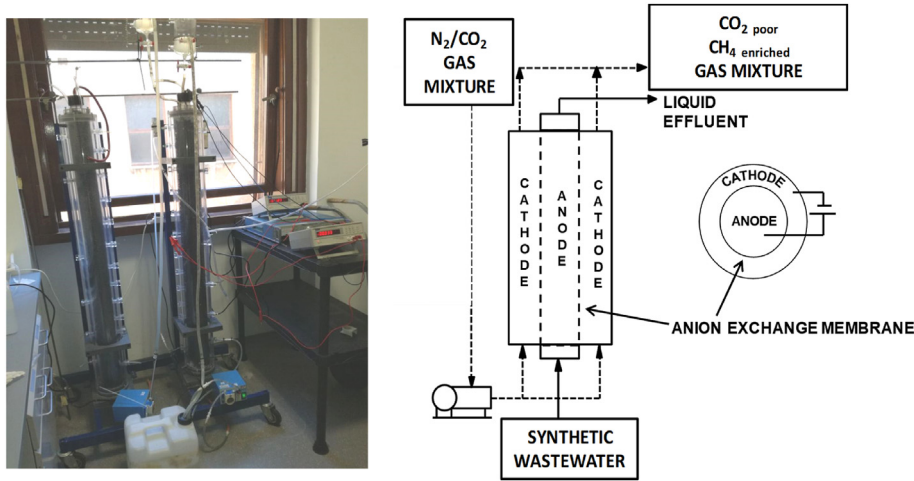 N2/CO2
GAS
MIXTURE
CO2 poor
CH4 enriched
GAS MIXTURE
LIQUID
EFFLUENT
CATHODE
ANODE
CATHODE
CATHODE
ANODE
ANION EXCHANGE MEMBRANE
SYNTHETIC
WASTEWATER